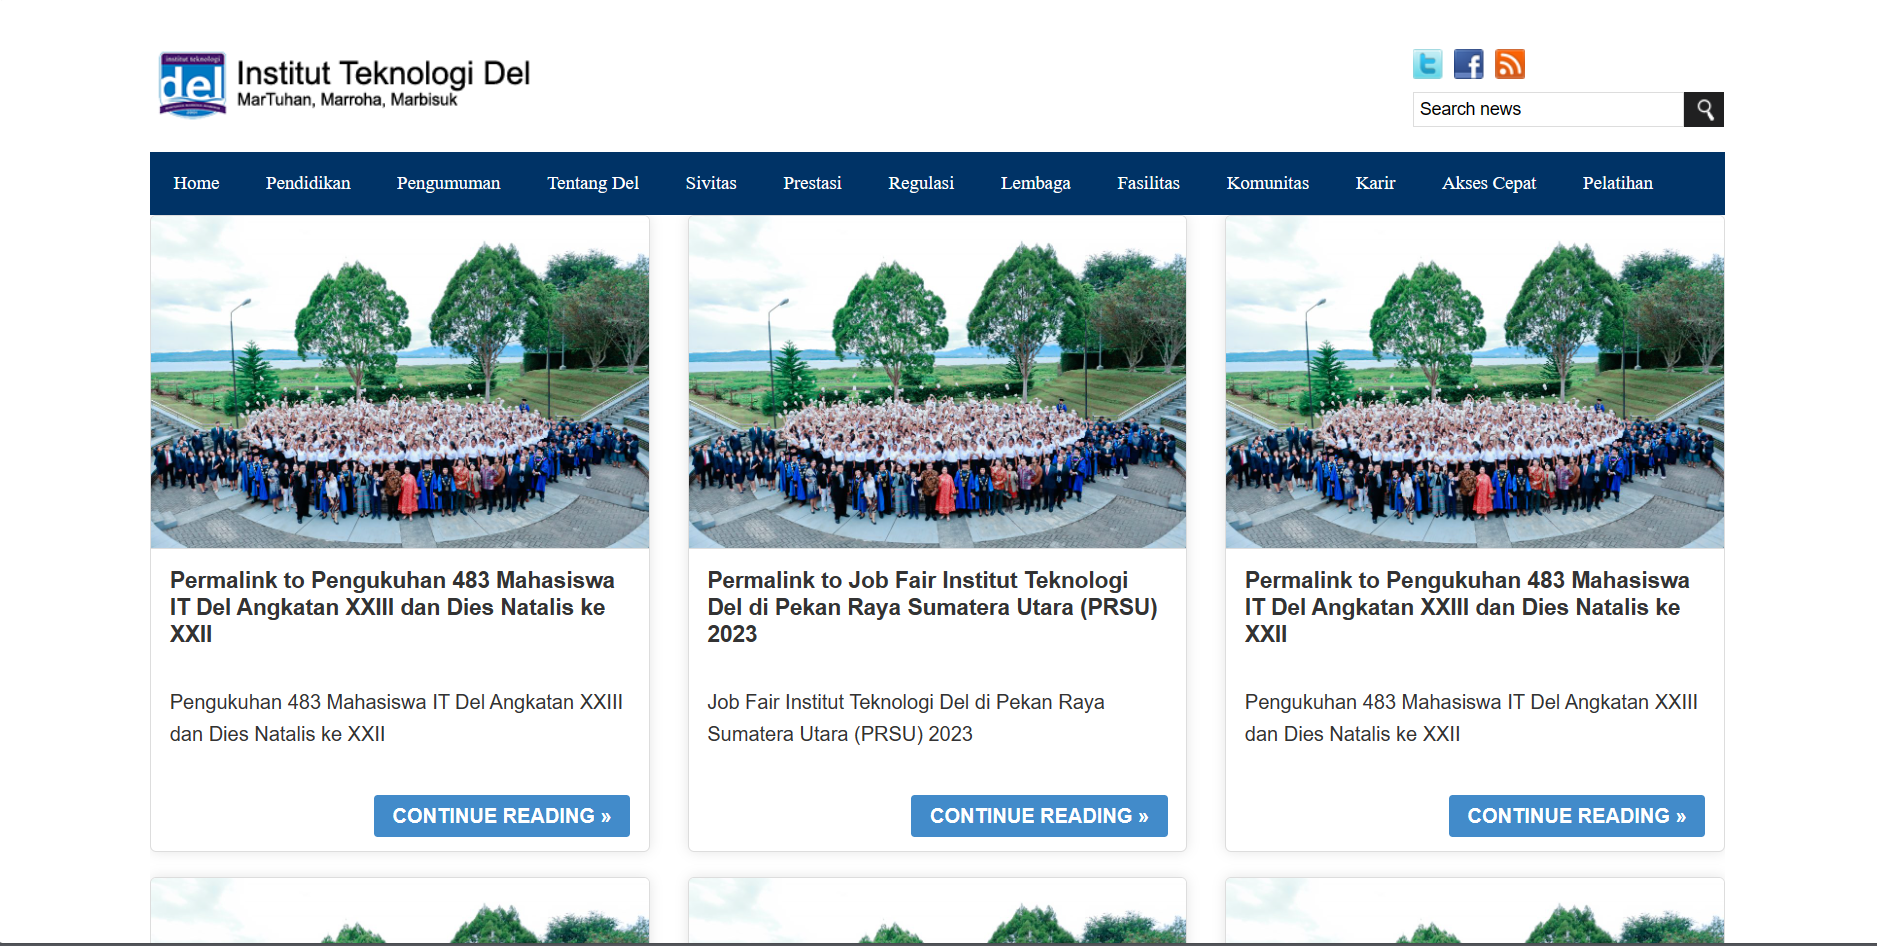 institut teknologi
del
Institut Teknologi Del
MarTuhan, Marroha, Marbisuk
Search news
Home Pendidikan Pengumuman Tentang Del Sivitas Prestasi Regulasi Lembaga Fasilitas Komunitas Karir Akses Cepat Pelatihan
Permalink to Pengukuhan 483 Mahasiswa
IT Del Angkatan XXIII dan Dies Natalis ke
XXII
Pengukuhan 483 Mahasiswa IT Del Angkatan XXIII
dan Dies Natalis ke XXII
CONTINUE READING »
Permalink to Job Fair Institut Teknologi
Del di Pekan Raya Sumatera Utara (PRSU)
2023
Job Fair Institut Teknologi Del di Pekan Raya
Sumatera Utara (PRSU) 2023
CONTINUE READING »
Permalink to Pengukuhan 483 Mahasiswa
IT Del Angkatan XXIII dan Dies Natalis ke
XXII
Pengukuhan 483 Mahasiswa IT Del Angkatan XXIII
dan Dies Natalis ke XXII
CONTINUE READING »